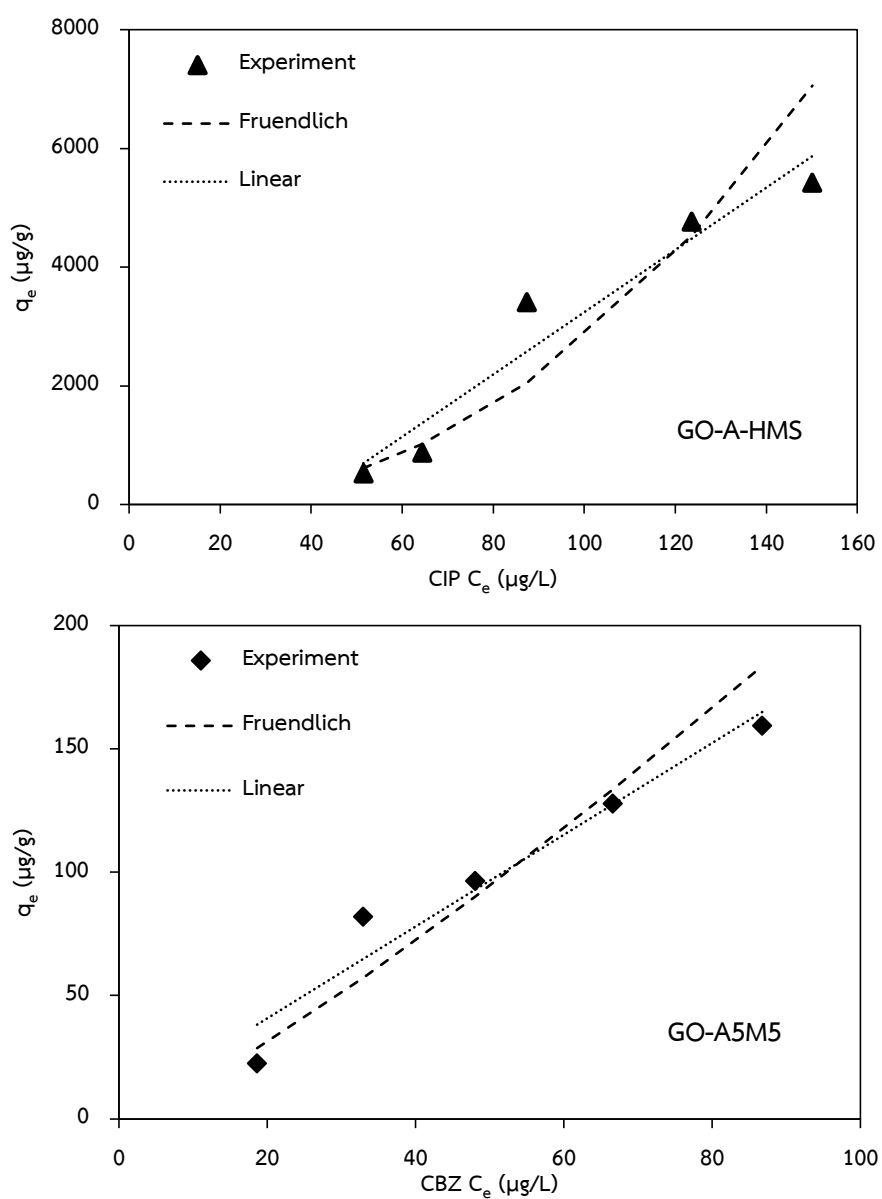 8000
Experiment
Fruendlich
6000
Linear
qe (µg/g)
4000
2000
GO-A-HMS
0
0 20 40 60 80 100 120 140 160
CIP Ce (µg/L)
200
Experiment
Fruendlich
150
Linear
qe (µg/g)
100
50
GO-A5M5
0
0 20 40 60 80 100
CBZ Ce (µg/L)